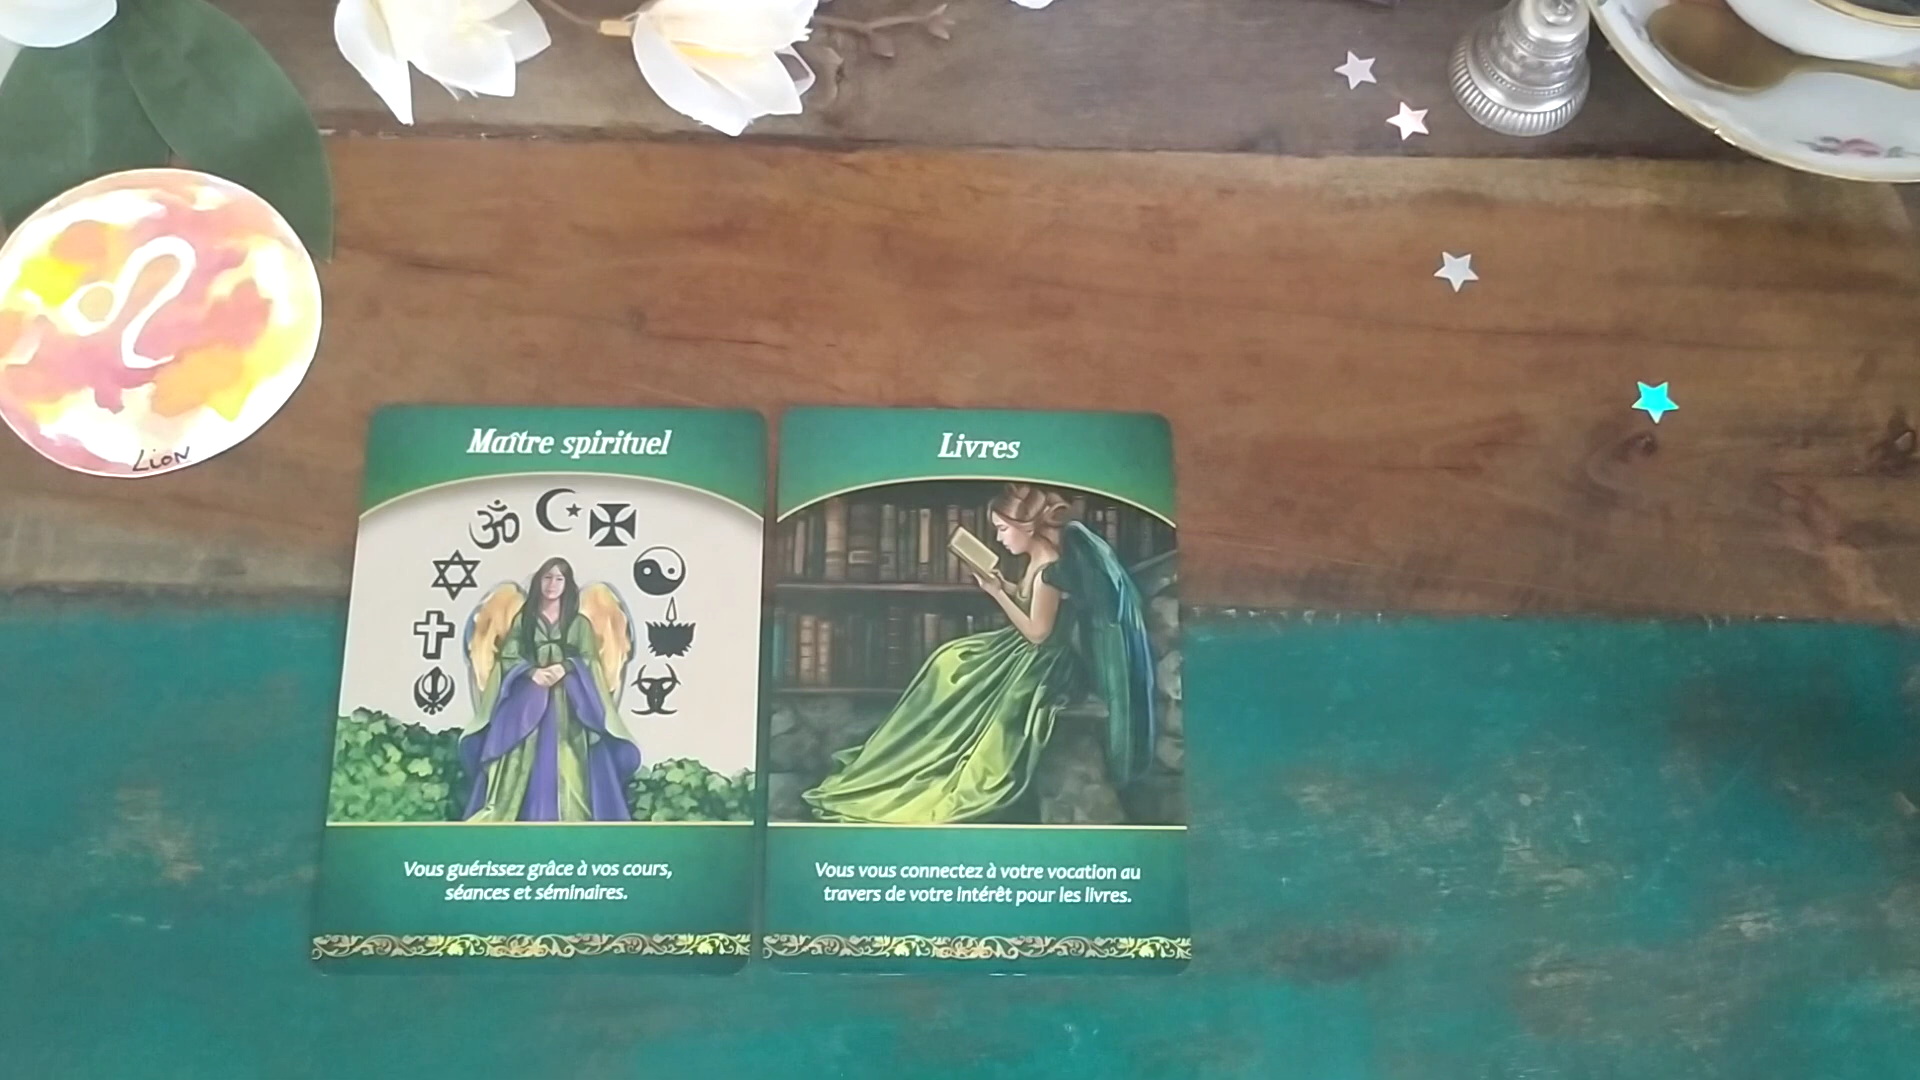 Lion
Maître spirituel
Vous guérissez grâce à vos cours,
séances et séminaires.
Livres
Vous vous connectez à votre vocation au
travers de votre intérêt pour les livres.